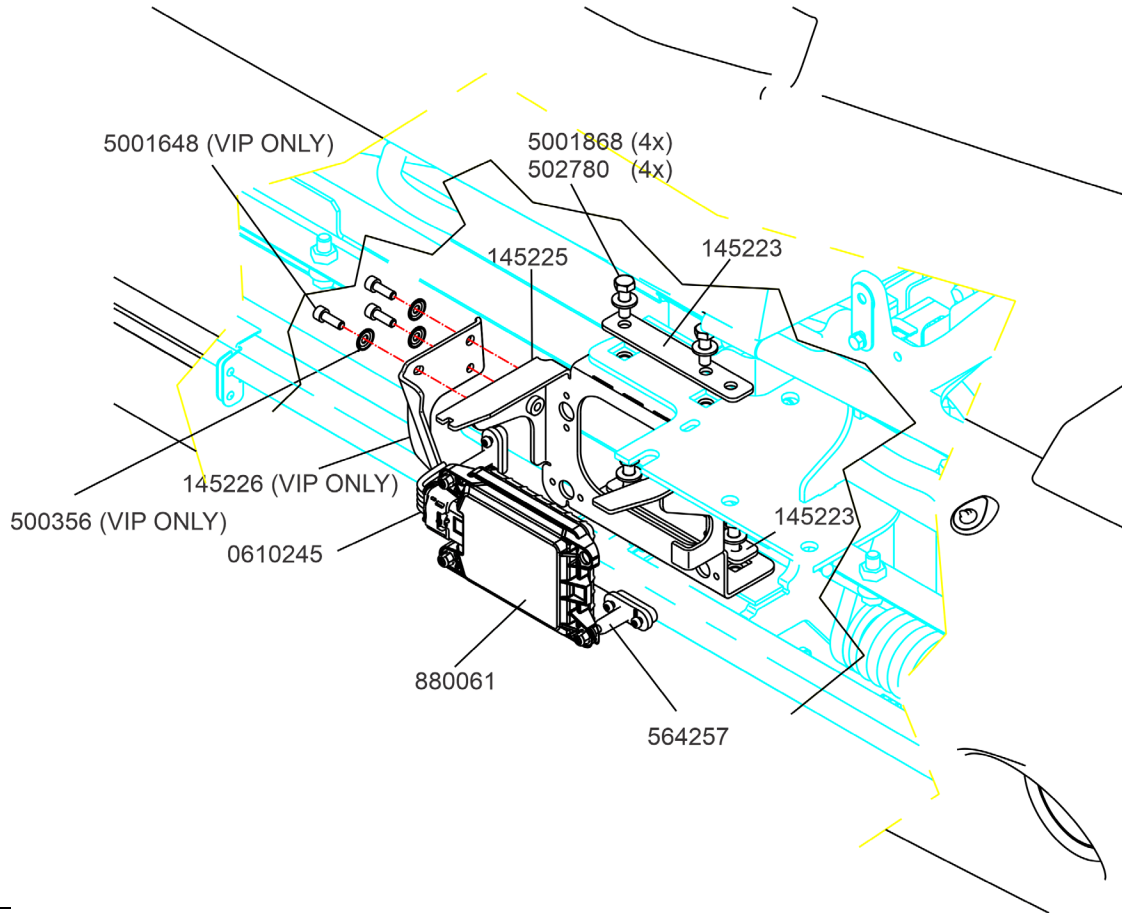 5001648 (VIP ONLY)
5001868 (4x)
502780 (4x)
145225
145223
145226 (VIP ONLY)
500356 (VIP ONLY)
145223
0610245
880061
564257